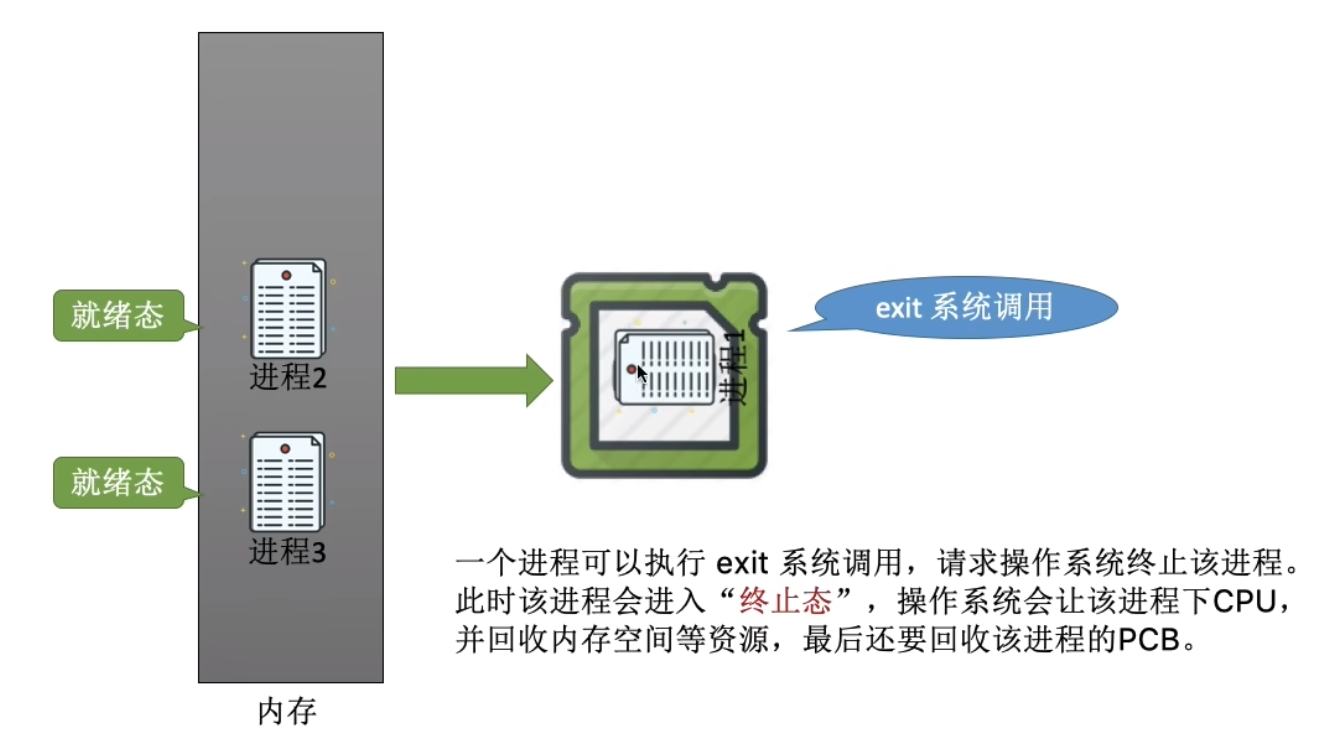 就绪态
进程2
就绪态
进程3
内存
进程1
exit 系统调用
一个进程可以执行 exit 系统调用，请求操作系统终止该进程。
此时该进程会进入“终止态”，操作系统会让该进程下CPU，
并回收内存空间等资源，最后还要回收该进程的PCB。